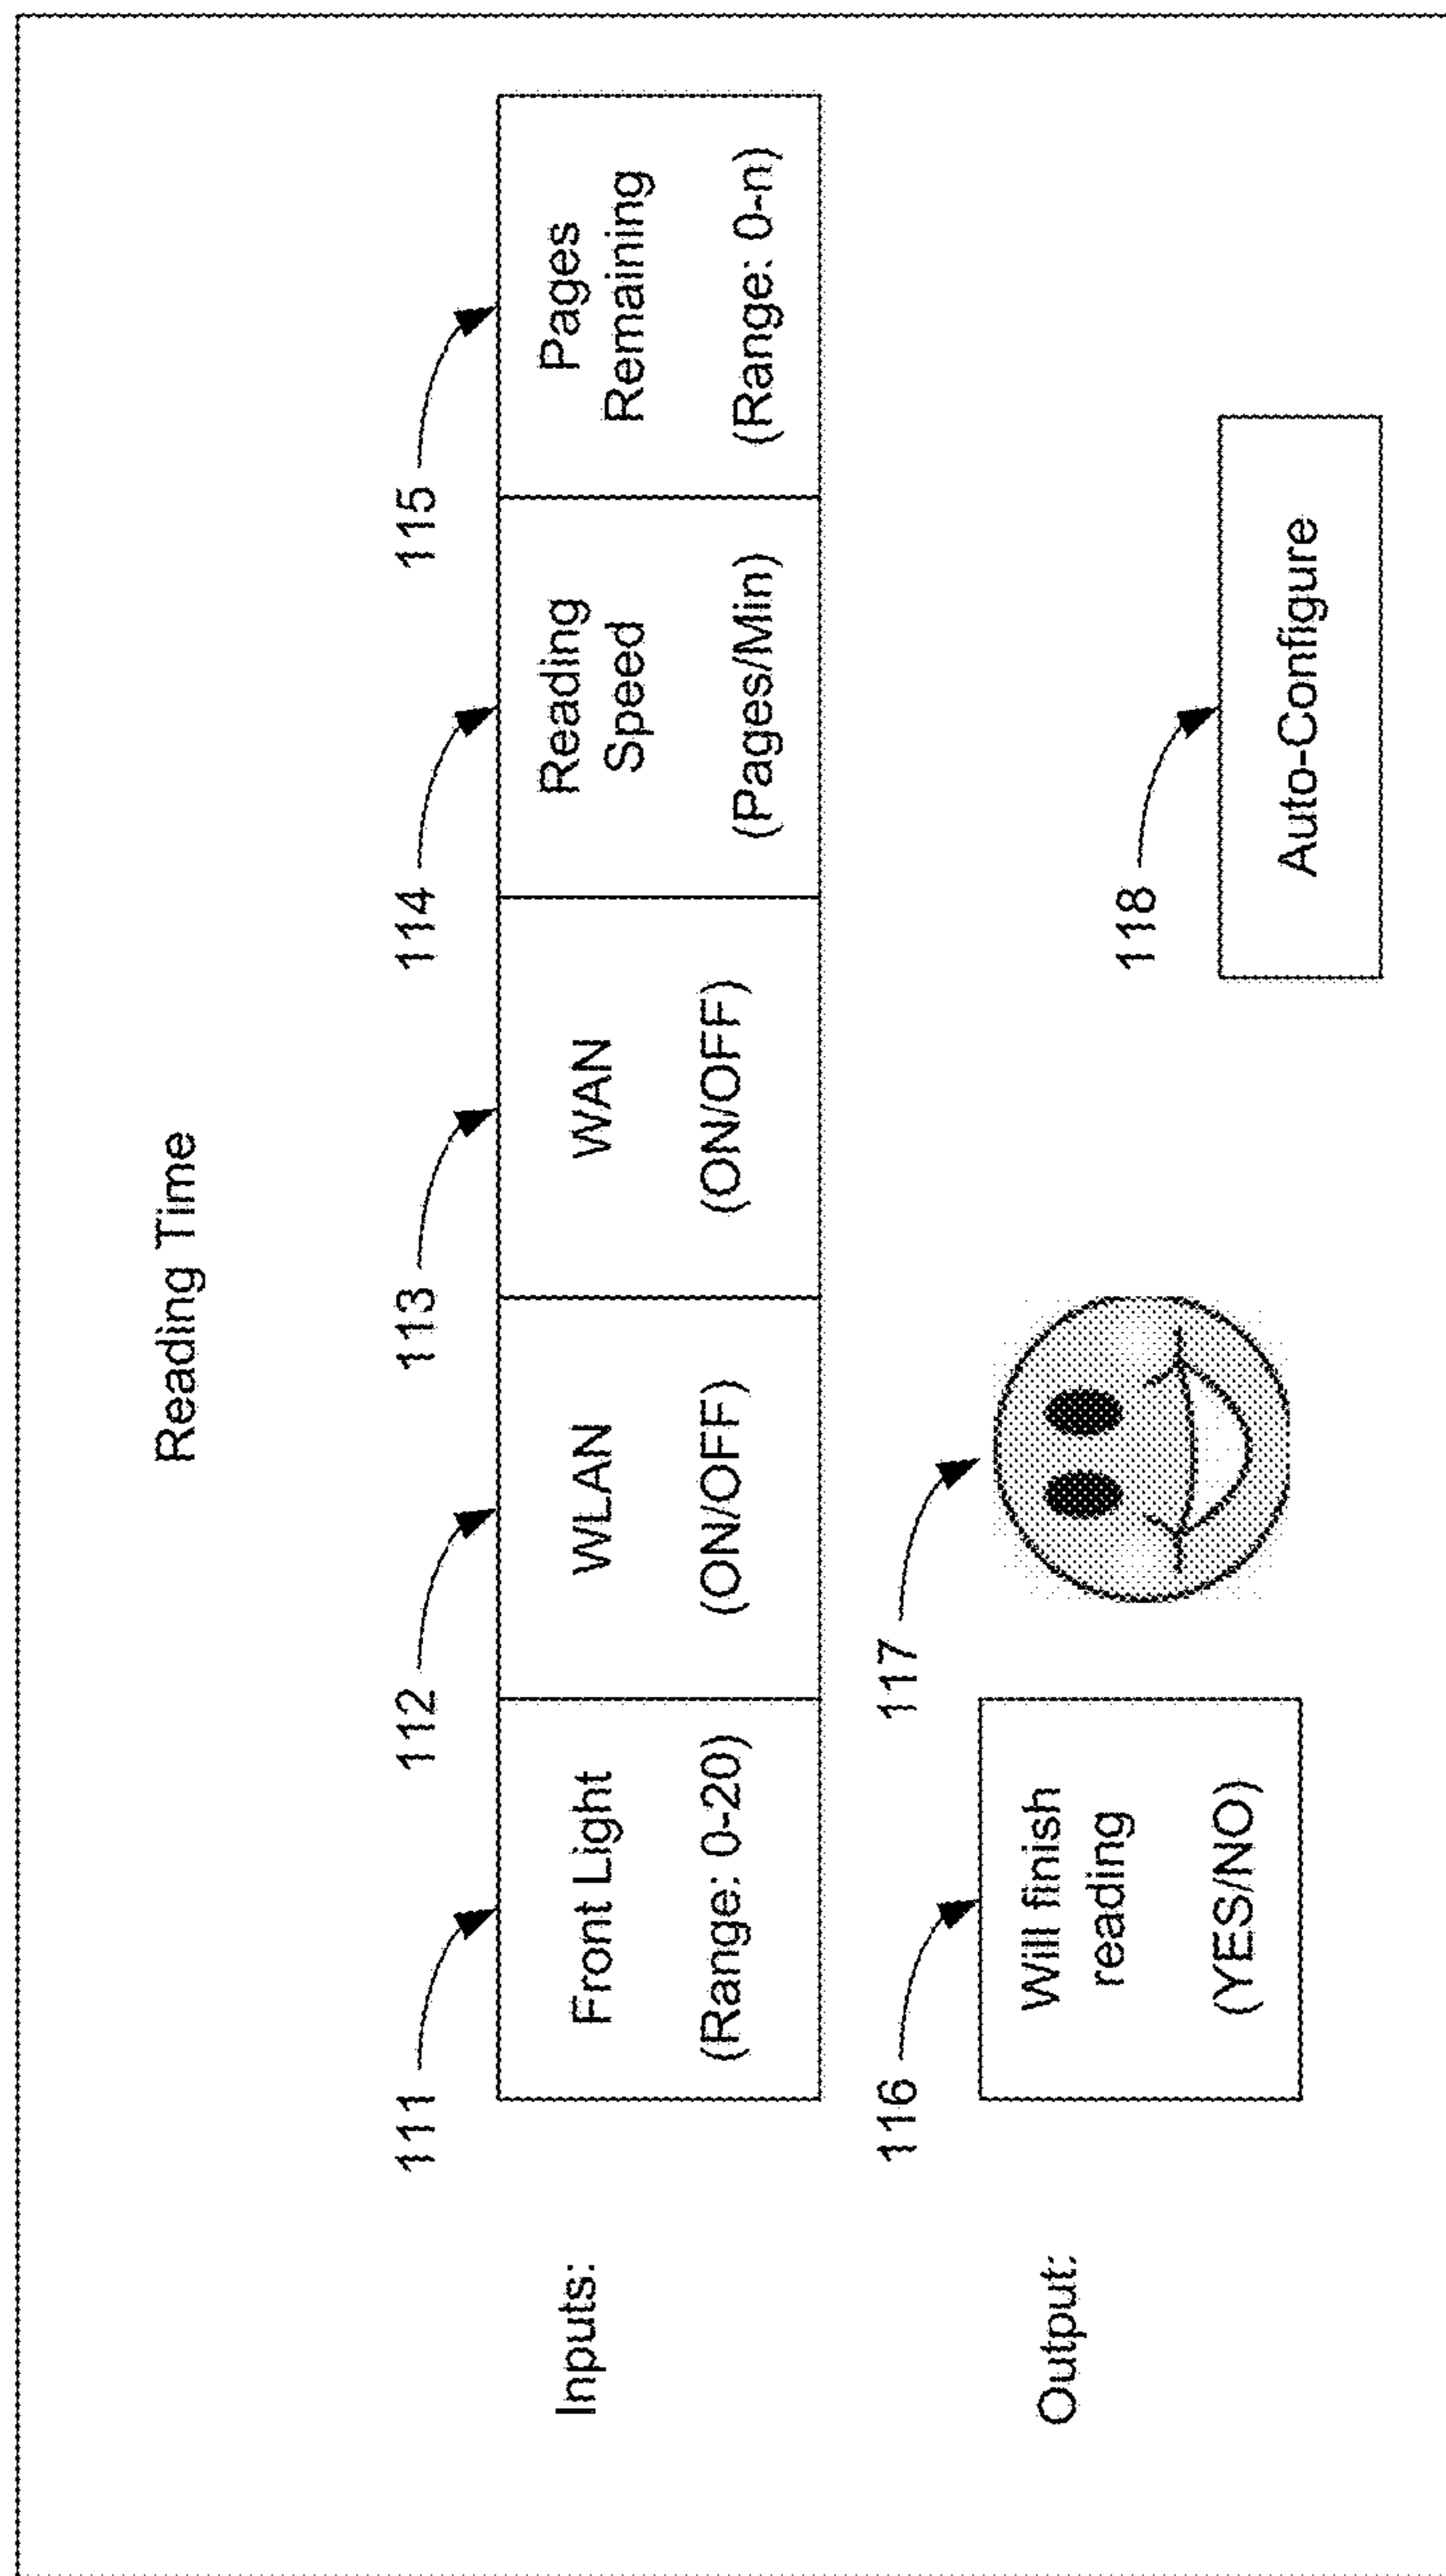 Reading Time
111
112
113
114
115
Inputs:
Front Light
(Range: 0-20)
WLAN
(ON/OFF)
WAN
(ON/OFF)
Reading
Speed
(Pages/Min)
Pages
Remaining
(Range: 0-n)
116
117
118
Output:
Will finish
reading
(YES/NO)
Auto-Configure